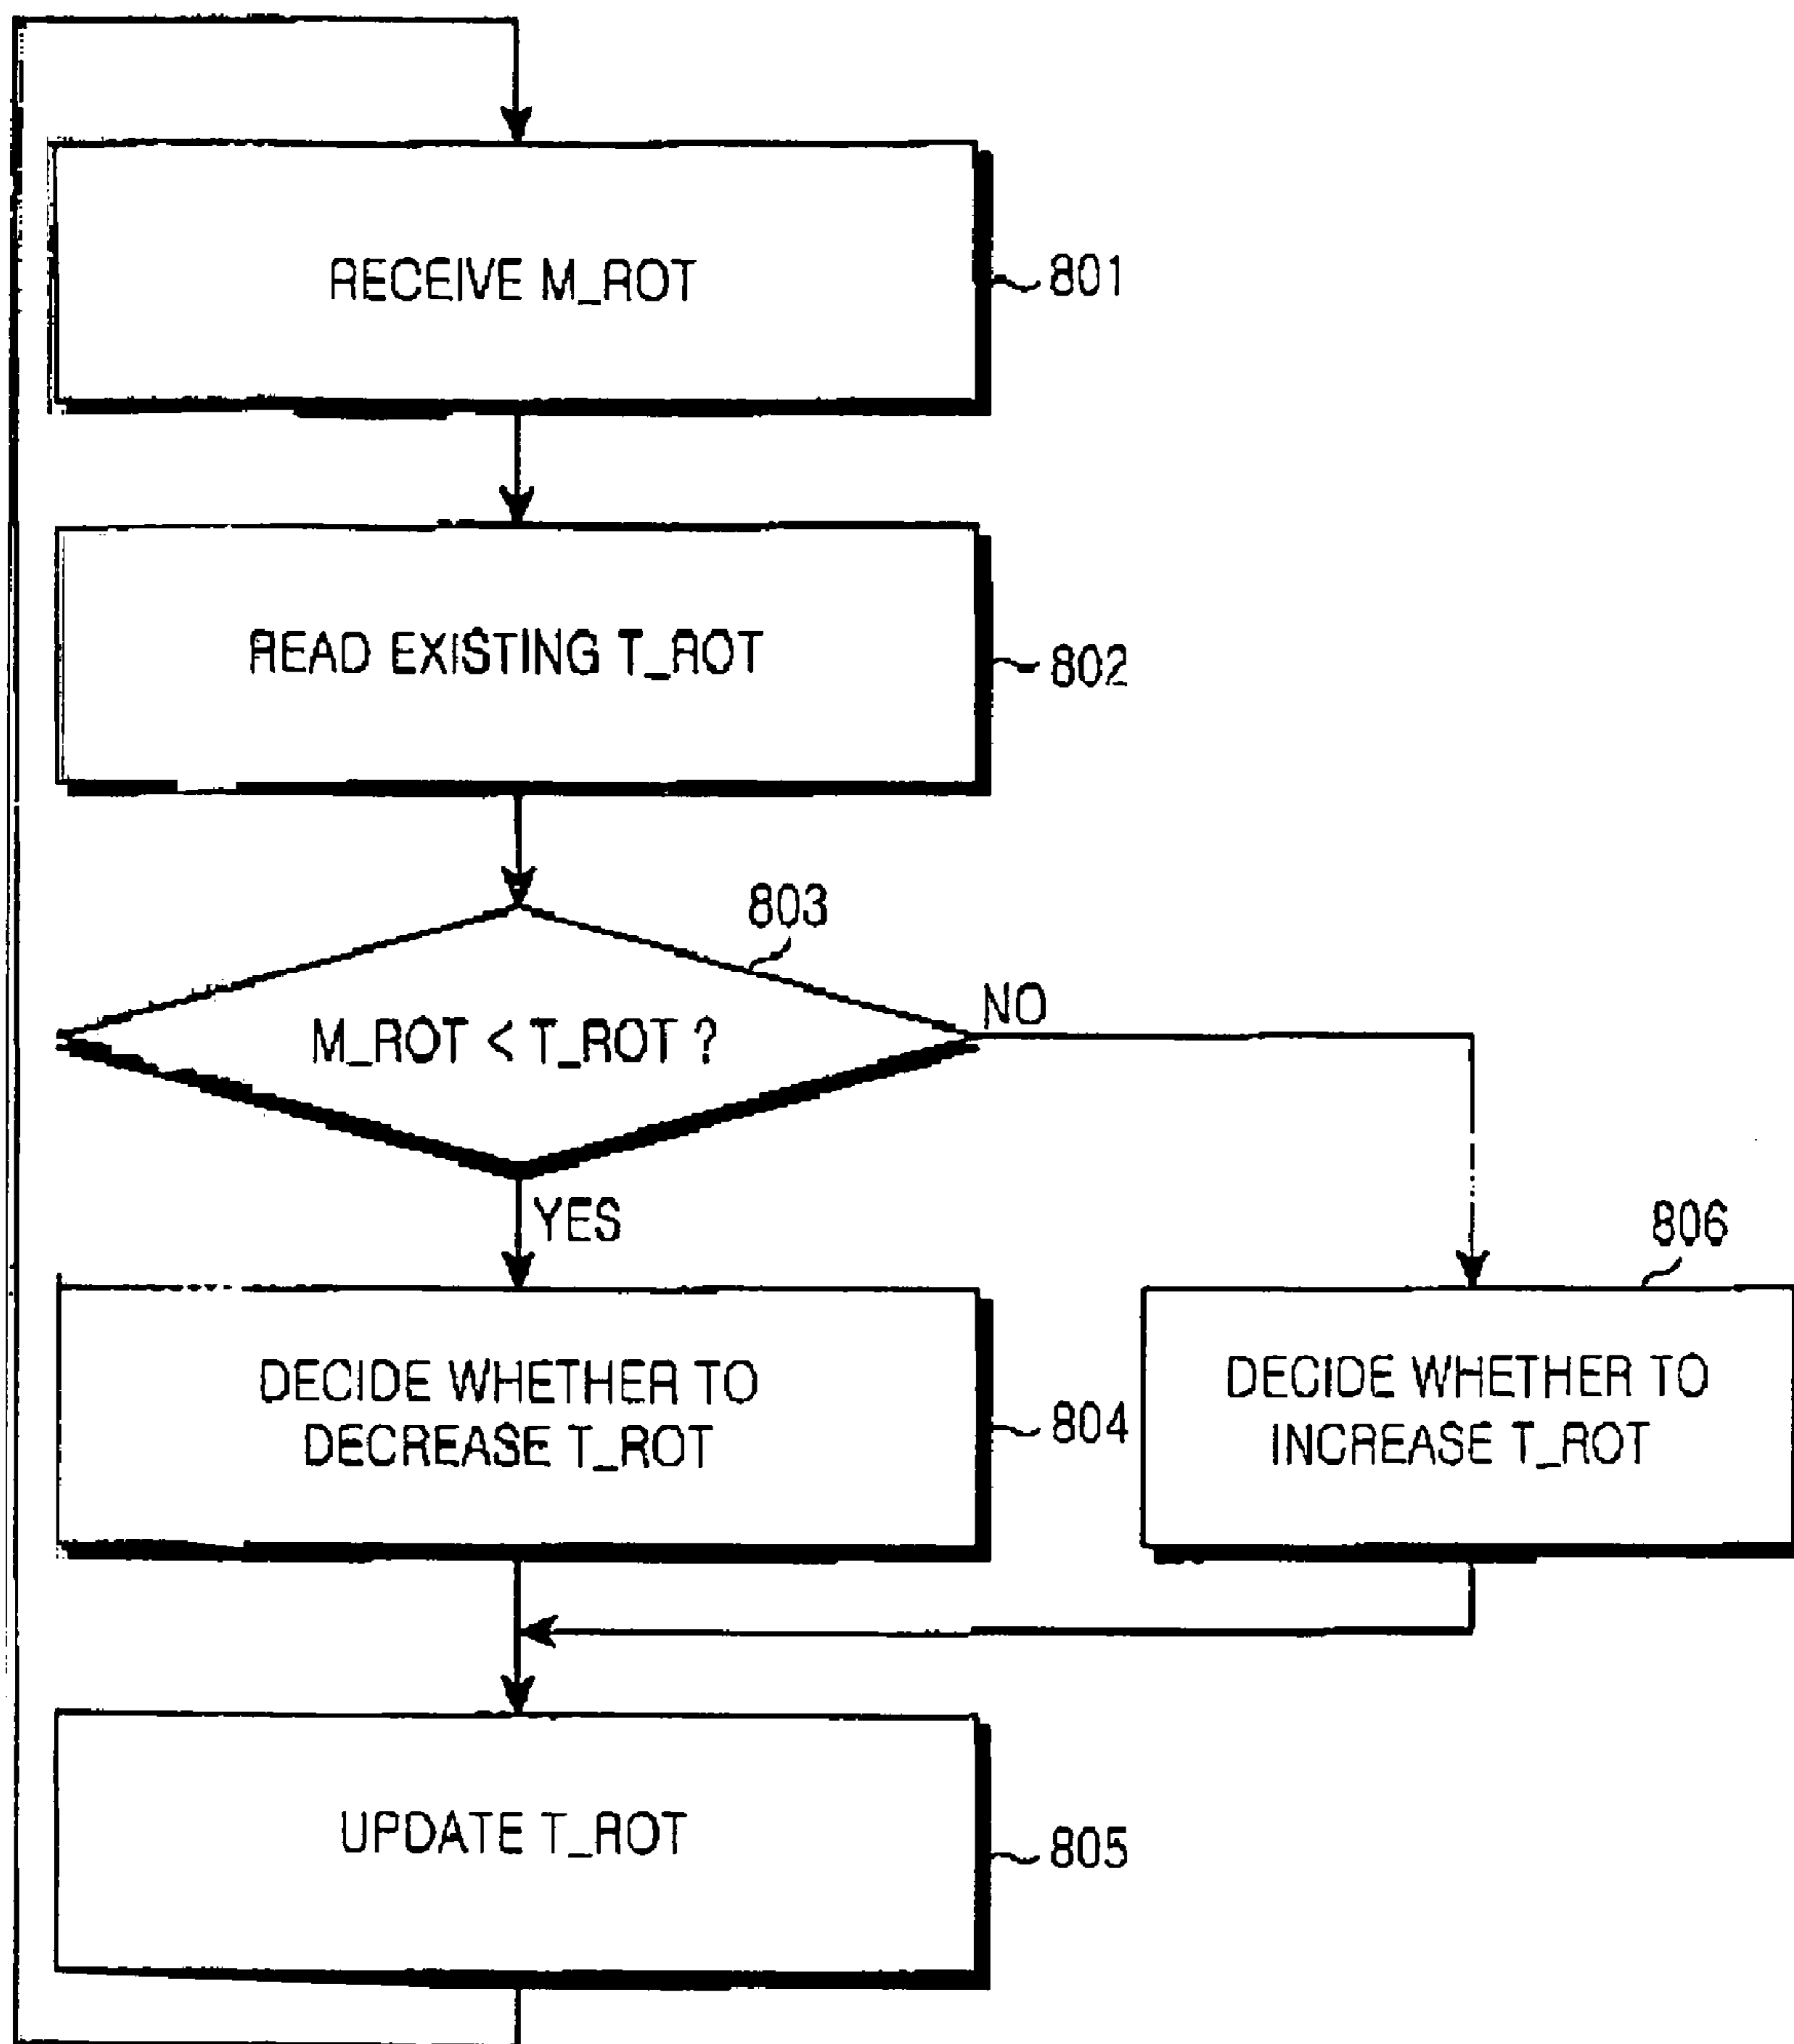 RECEIVE M_ROT
801
READ EXISTING T_ROT
802
803
M_ROT < T_ROT ?
NO
YES
806
DECIDE WHETHER TO
DECREASE T_ROT
804
DECIDE WHETHER TO
INCREASE T_ROT
UPDATE T_ROT
805